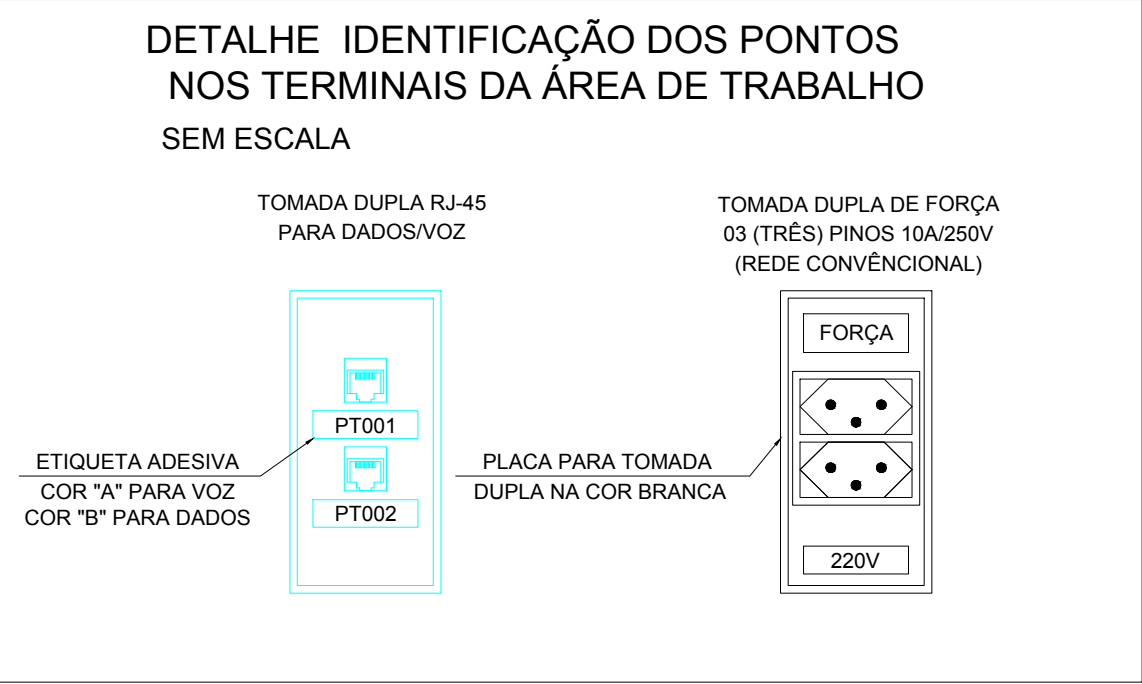 DETALHE IDENTIFICAÇÃO DOS PONTOS
NOS TERMINAIS DA ÁREA DE TRABALHO
SEM ESCALA
TOMADA DUPLA RJ-45
PARA DADOS/VOZ
PT001
PT002
ETIQUETA ADESIVA
COR "A" PARA VOZ
COR "B" PARA DADOS
TOMADA DUPLA DE FORÇA
03 (TRÊS) PINOS 10A/250V
(REDE CONVÊNCIONAL)
FORÇA
220V
PLACA PARA TOMADA
DUPLA NA COR BRANCA